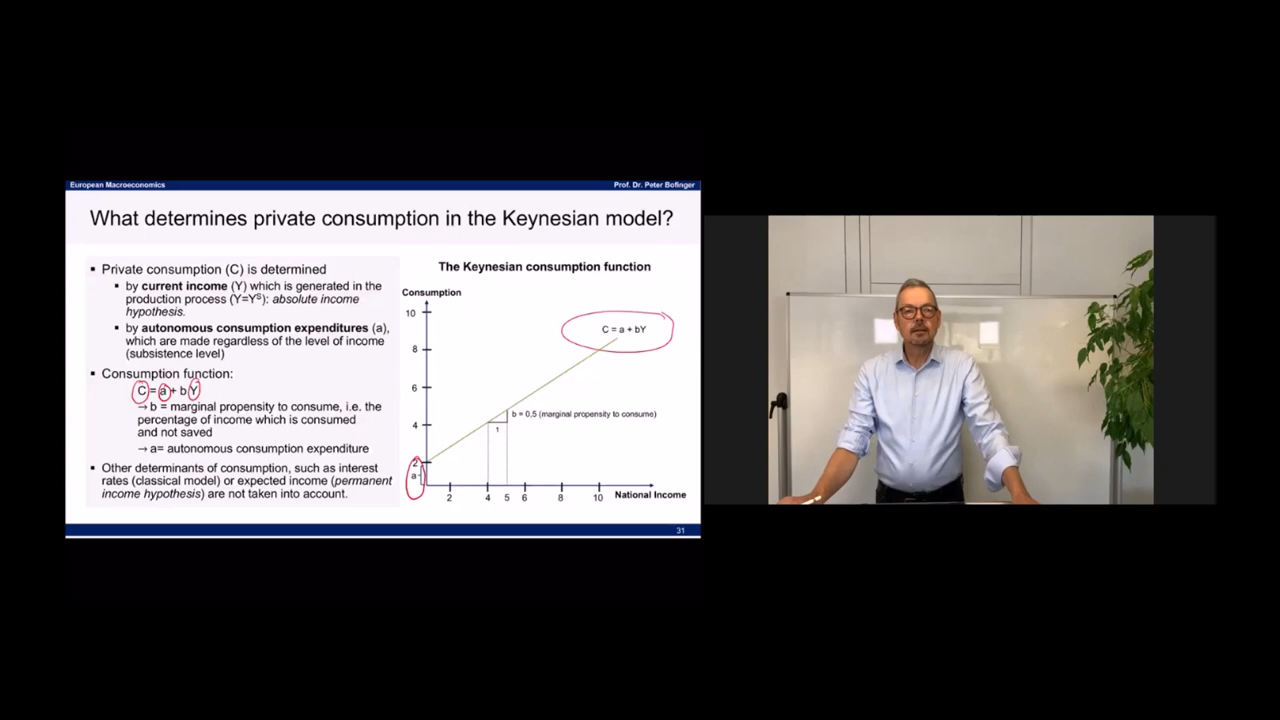 European Macroeconomics
Prof. Dr. Peter Bofinger
What determines private consumption in the Keynesian model?
▪ Private consumption (C) is determined
▪ by current income (Y) which is generated in the
production process (Y=Yˢ): absolute income
hypothesis.
▪ by autonomous consumption expenditures (a),
which are made regardless of the level of income
(subsistence level)
▪ Consumption function:
C = a + b Y
→ b = marginal propensity to consume, i.e. the
percentage of income which is consumed
and not saved
→ a= autonomous consumption expenditure
▪ Other determinants of consumption, such as interest
rates (classical model) or expected income (permanent
income hypothesis) are not taken into account.
The Keynesian consumption function
Consumption
10
8
6
4
2
a
C = a + bY
b = 0,5 (marginal propensity to consume)
1
2 4 5 6 8 10 National Income
31